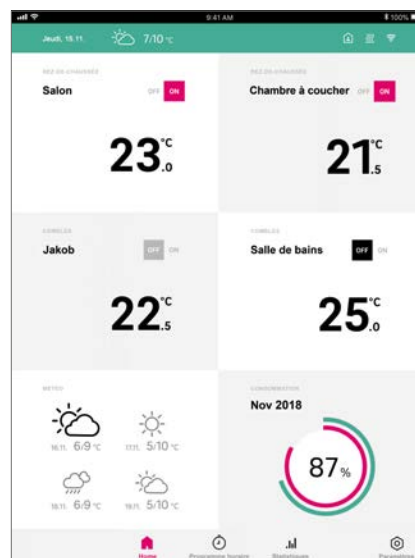 9:41 AM
100%
Jeudi, 15.11.
7/10 °C
REZ-DE-CHAUSSÉE
Salon
OFF ON
23.0 °C
REZ-DE-CHAUSSÉE
Chambre à coucher
OFF ON
21.5 °C
COMBLES
Jakob
OFF ON
22.5 °C
COMBLES
Salle de bains
OFF ON
25.0 °C
MÉTÉO
16.11. 6/9 °C
17.11. 5/10 °C
18.11. 6/9 °C
19.11. 5/10 °C
CONSOMMATION
Nov 2018
87%
Home
Programme horaire
Statistiques
Paramètres